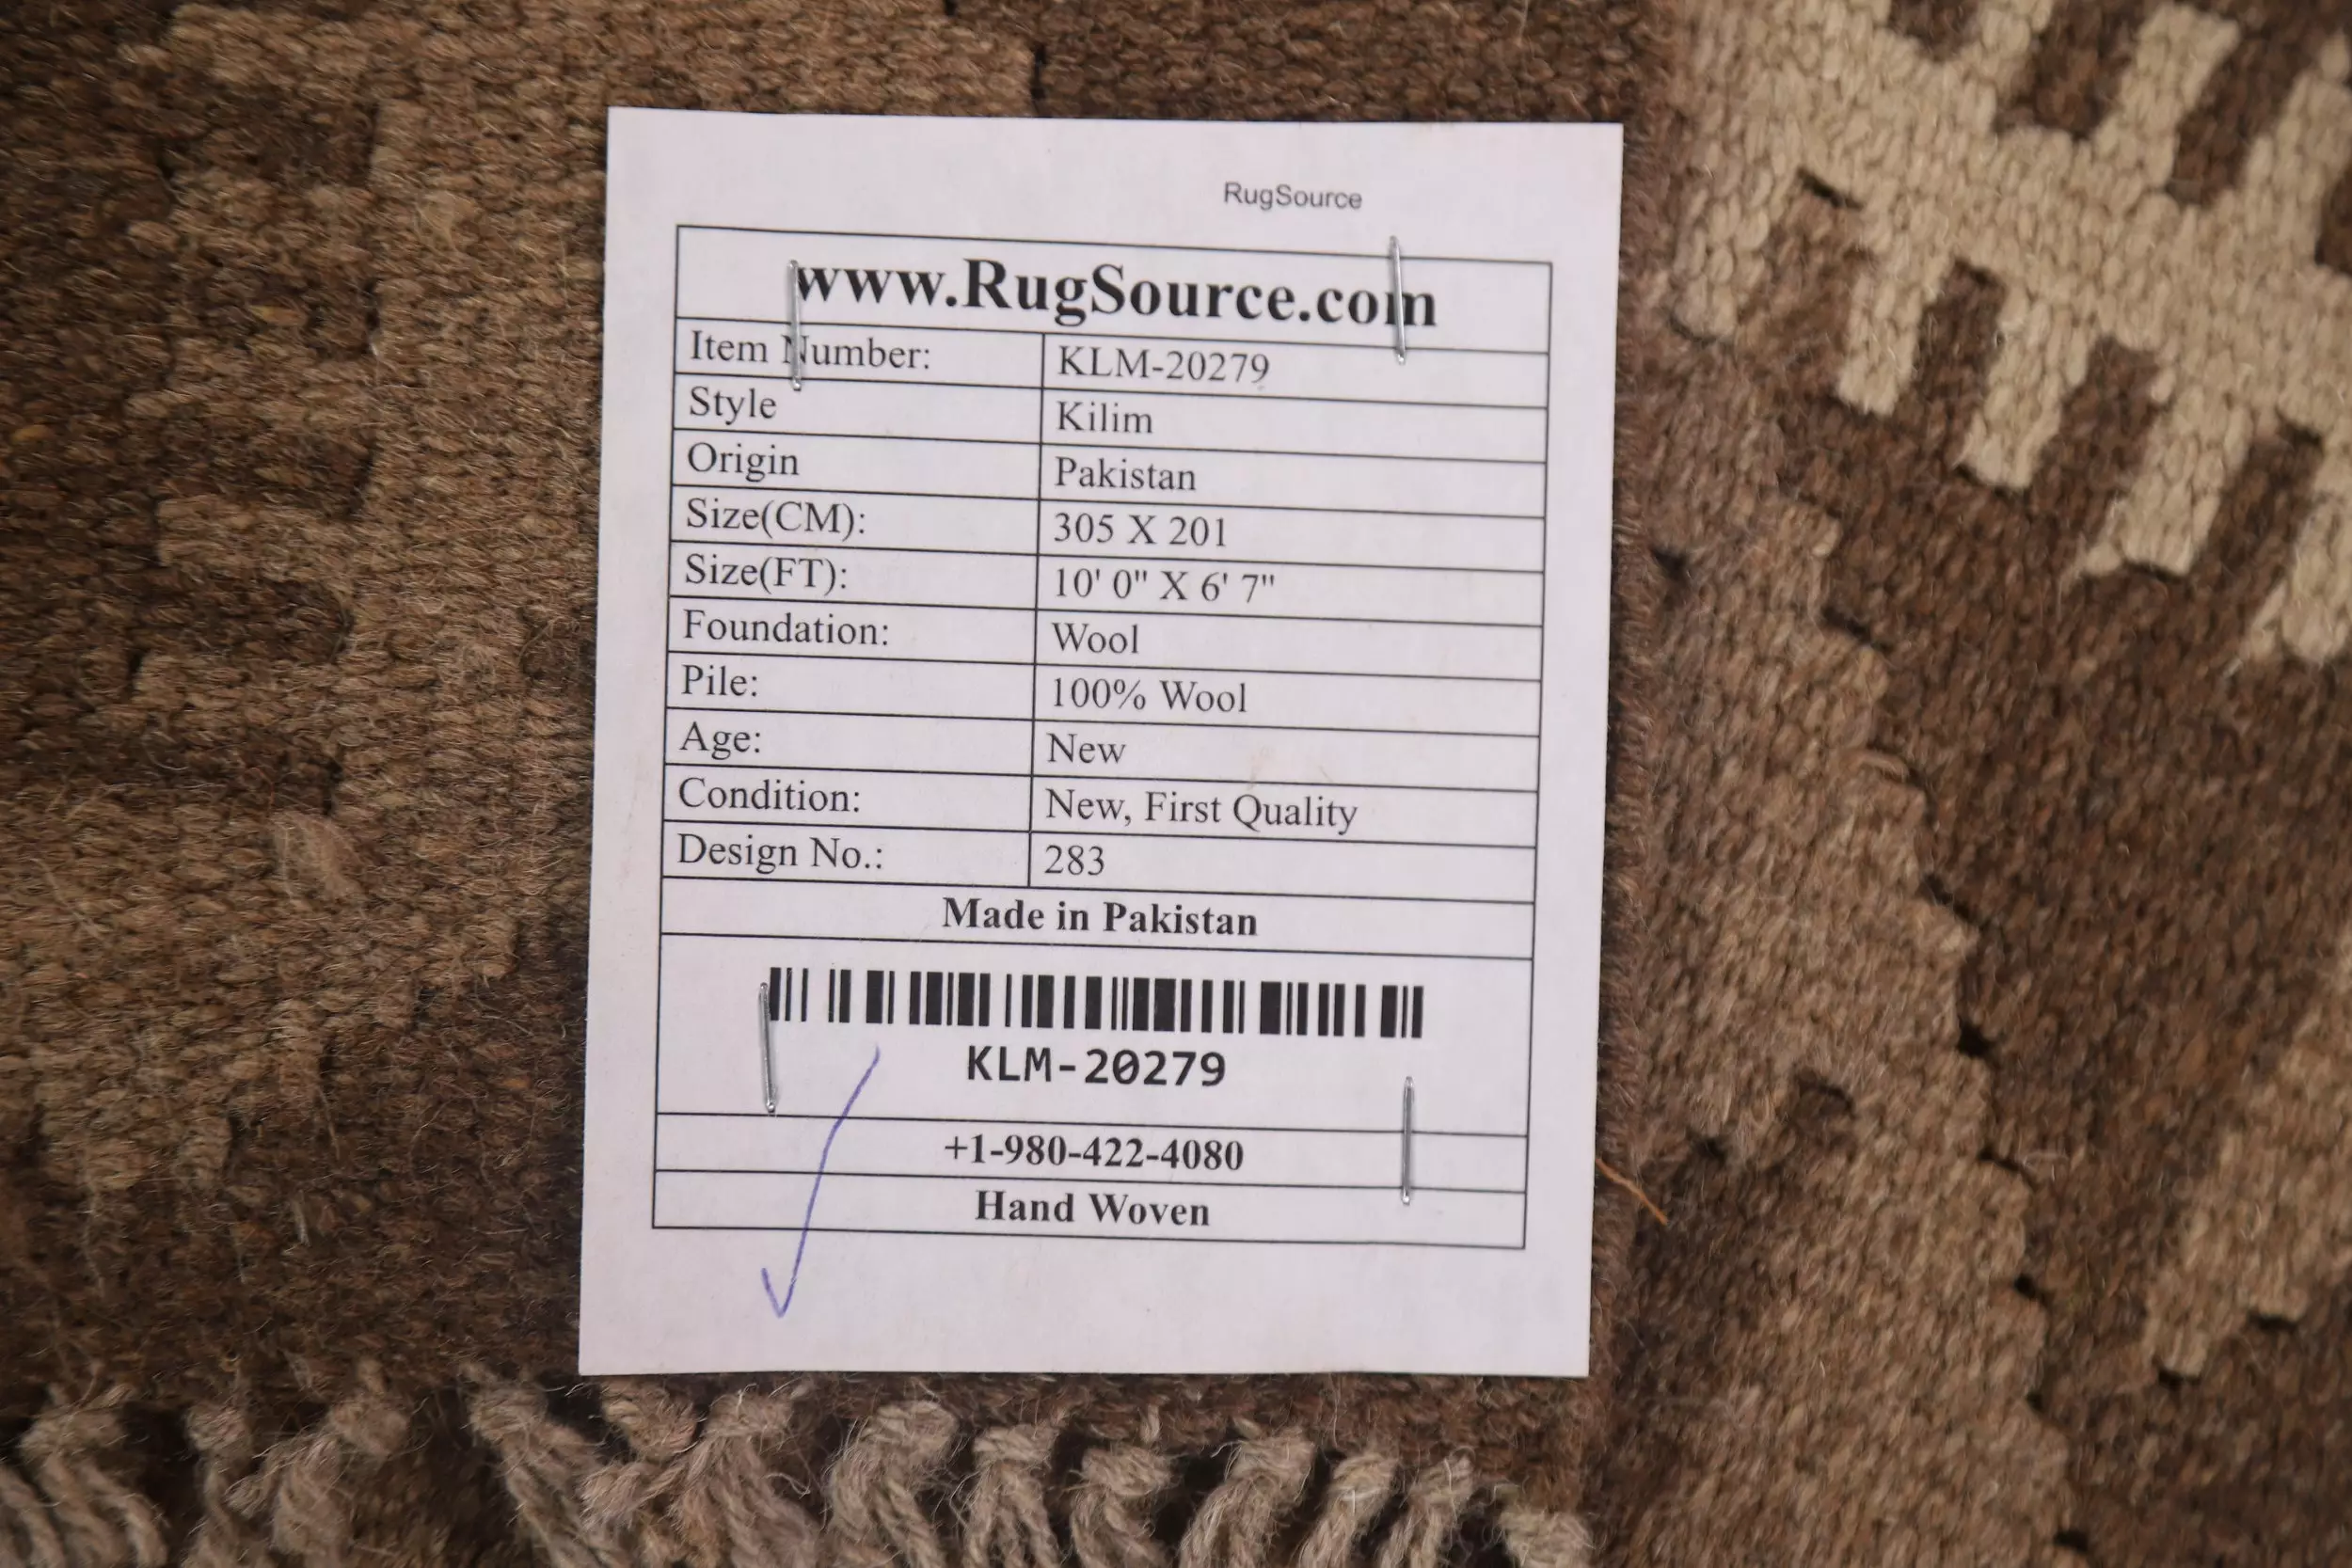 RugSource
www.RugSource.com
Item Number: KLM-20279
Style Kilim
Origin Pakistan
Size(CM): 305 X 201
Size(FT): 10' 0" X 6' 7"
Foundation: Wool
Pile: 100% Wool
Age: New
Condition: New, First Quality
Design No.: 283
Made in Pakistan
KLM-20279
+1-980-422-4080
Hand Woven